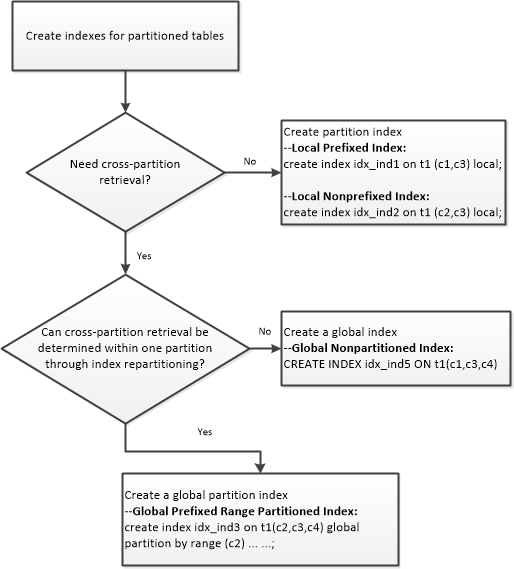 Create indexes for partitioned tables
Need cross-partition
retrieval?
No
Create partition index
--Local Prefixed Index:
create index idx_ind1 on t1 (c1,c3) local;
--Local Nonprefixed Index:
create index idx_ind2 on t1 (c2,c3) local;
Yes
Can cross-partition retrieval be
determined within one partition
through index repartitioning?
No
Create a global index
--Global Nonpartitioned Index:
CREATE INDEX idx_ind5 ON t1(c1,c3,c4)
Yes
Create a global partition index
--Global Prefixed Range Partitioned Index:
create index idx_ind3 on t1(c2,c3,c4) global
partition by range (c2) ... ...;